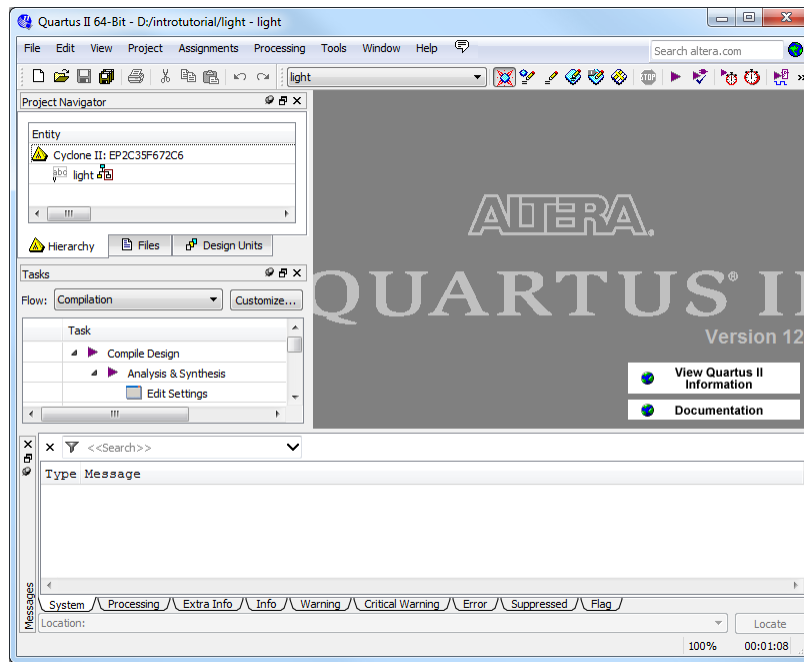 Quartus II 64-Bit - D:/introtutorial/light - light
File Edit View Project Assignments Processing Tools Window Help
Search altera.com
light
STOP
Project Navigator
Entity
Cyclone II: EP2C35F672C6
abc light
Hierarchy Files Design Units
Tasks
Flow: Compilation Customize...
Task
Compile Design
Analysis & Synthesis
Edit Settings
ALTERA.
QUARTUS® II
Version 12
View Quartus II
Information
Documentation
<<Search>>
Type Message
Messages
System Processing Extra Info Info Warning Critical Warning Error Suppressed Flag
Location: Locate
100% 00:01:08